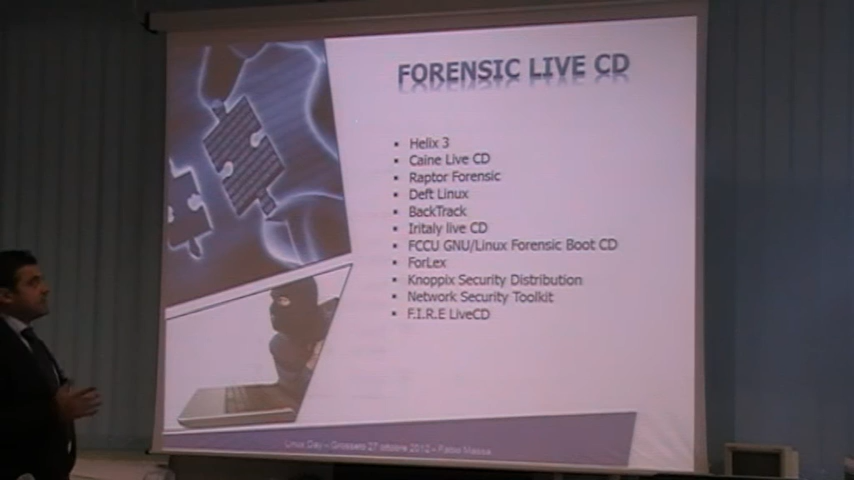 FORENSIC LIVE CD
Helix 3
Caine Live CD
Raptor Forensic
Deft Linux
BackTrack
Iritaly live CD
FCCU GNU/Linux Forensic Boot CD
ForLex
Knoppix Security Distribution
Network Security Toolkit
F.I.R.E LiveCD
Linux Day – Grosseto 27 ottobre 2012 – Fabio Massa